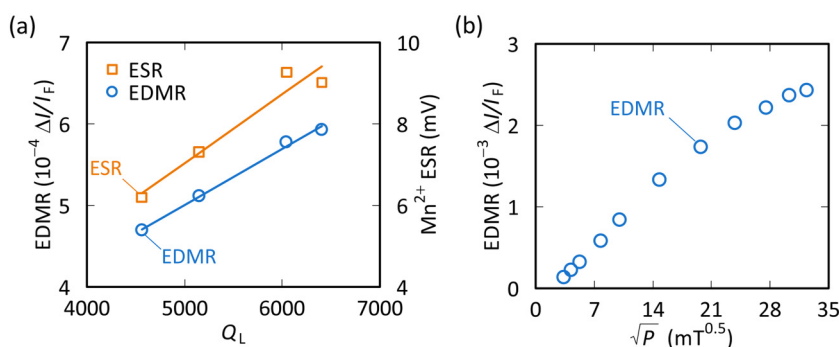 (a)
7
6
5
4
EDMR (10⁻⁴ ΔI/I_F)
ESR
EDMR
ESR
EDMR
10
8
6
4
Mn²⁺ ESR (mV)
4000 5000 6000 7000
Q_L
(b)
3
2
1
0
EDMR (10⁻³ ΔI/I_F)
EDMR
0 7 14 21 28 35
√P (mT⁰·⁵)